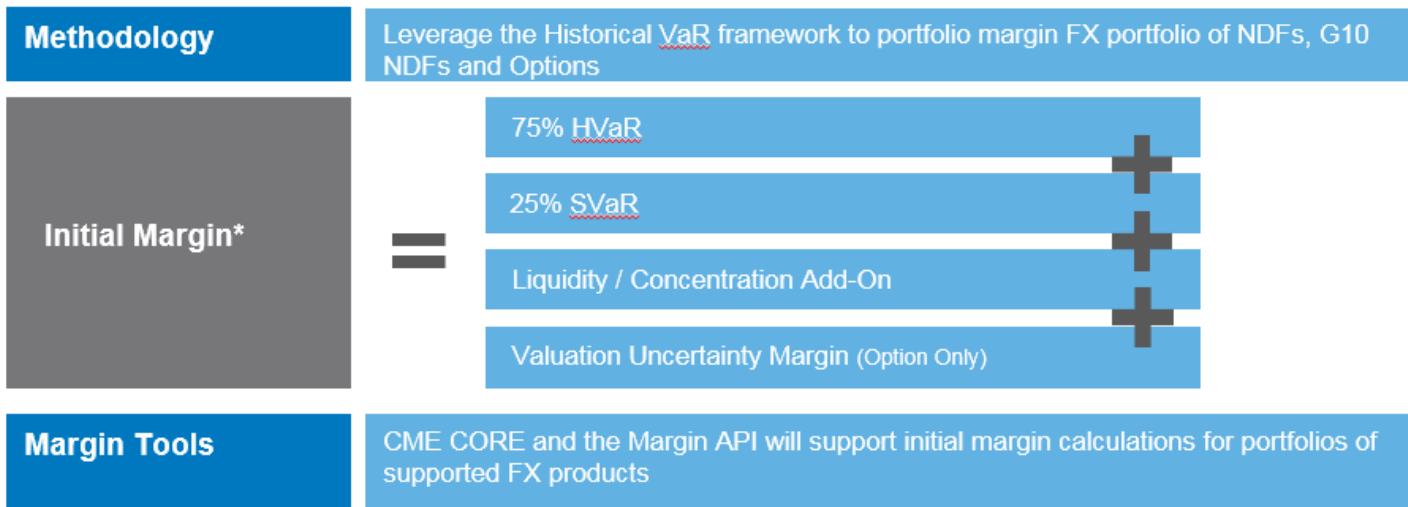 Methodology
Leverage the Historical VaR framework to portfolio margin FX portfolio of NDFs, G10
NDFs and Options
Initial Margin*
=
75% HVaR
+
25% SVaR
+
Liquidity / Concentration Add-On
+
Valuation Uncertainty Margin (Option Only)
Margin Tools
CME CORE and the Margin API will support initial margin calculations for portfolios of
supported FX products